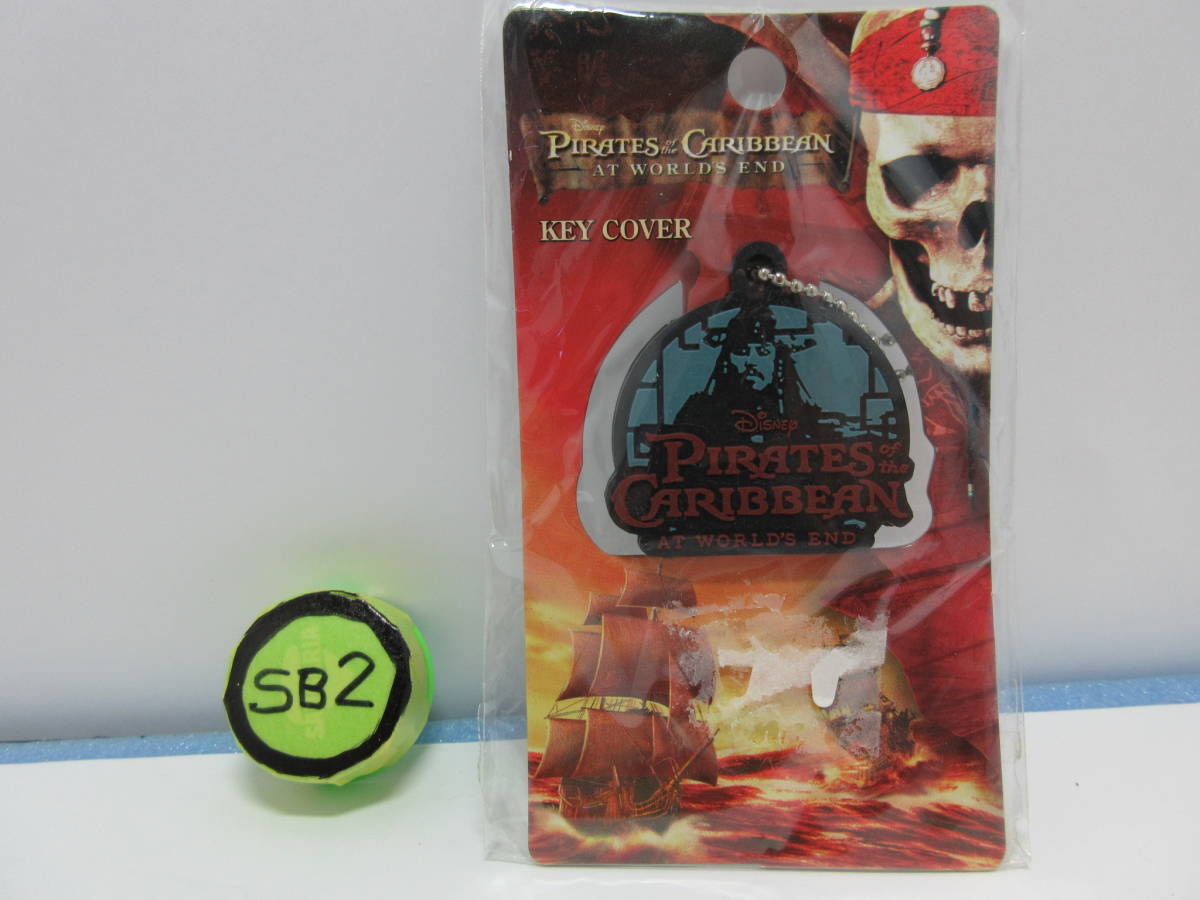 Disney
PIRATES of the CARIBBEAN
AT WORLD'S END
KEY COVER
DISNEY
PIRATES of the
CARIBBEAN
AT WORLD'S END
SB2